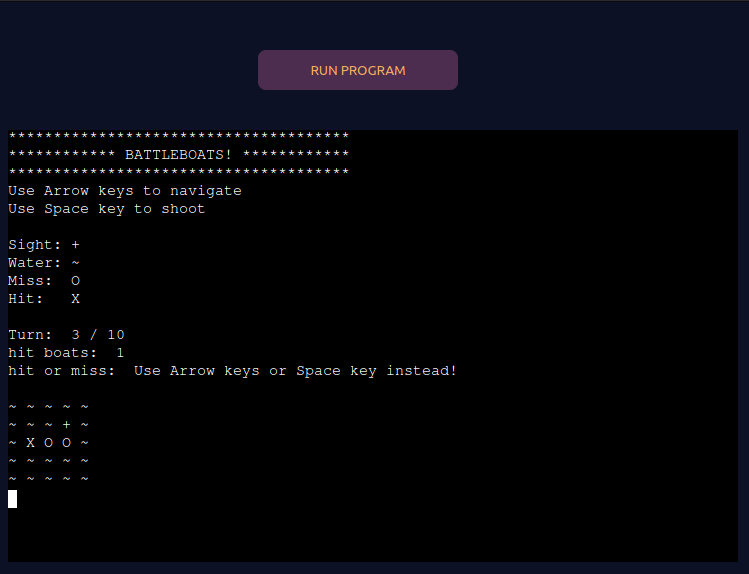 RUN PROGRAM
**************************************
************ BATTLEBOATS! ************
**************************************
Use Arrow keys to navigate
Use Space key to shoot
Sight: +
Water: ~
Miss:  O
Hit:   X
Turn:  3 / 10
hit boats:  1
hit or miss:  Use Arrow keys or Space key instead!
~ ~ ~ ~ ~
~ ~ ~ + ~
~ X O O ~
~ ~ ~ ~ ~
~ ~ ~ ~ ~